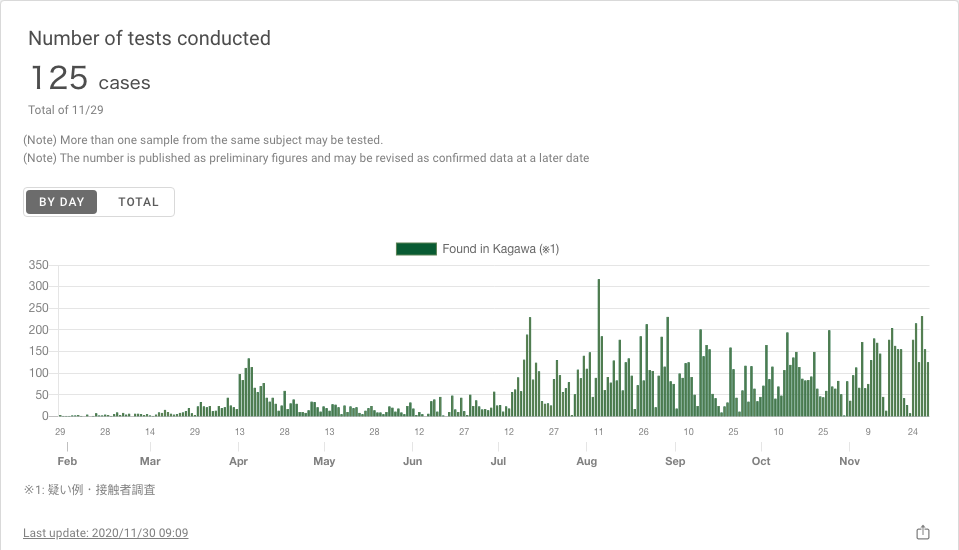 Number of tests conducted
125 cases
Total of 11/29
(Note) More than one sample from the same subject may be tested.
(Note) The number is published as preliminary figures and may be revised as confirmed data at a later date
BY DAY TOTAL
Found in Kagawa (※1)
350
300
250
200
150
100
50
0
29 28 14 29 13 28 13 28 12 27 12 27 11 26 10 25 10 25 9 24
Feb Mar Apr May Jun Jul Aug Sep Oct Nov
※1: 疑い例・接触者調査
Last update: 2020/11/30 09:09